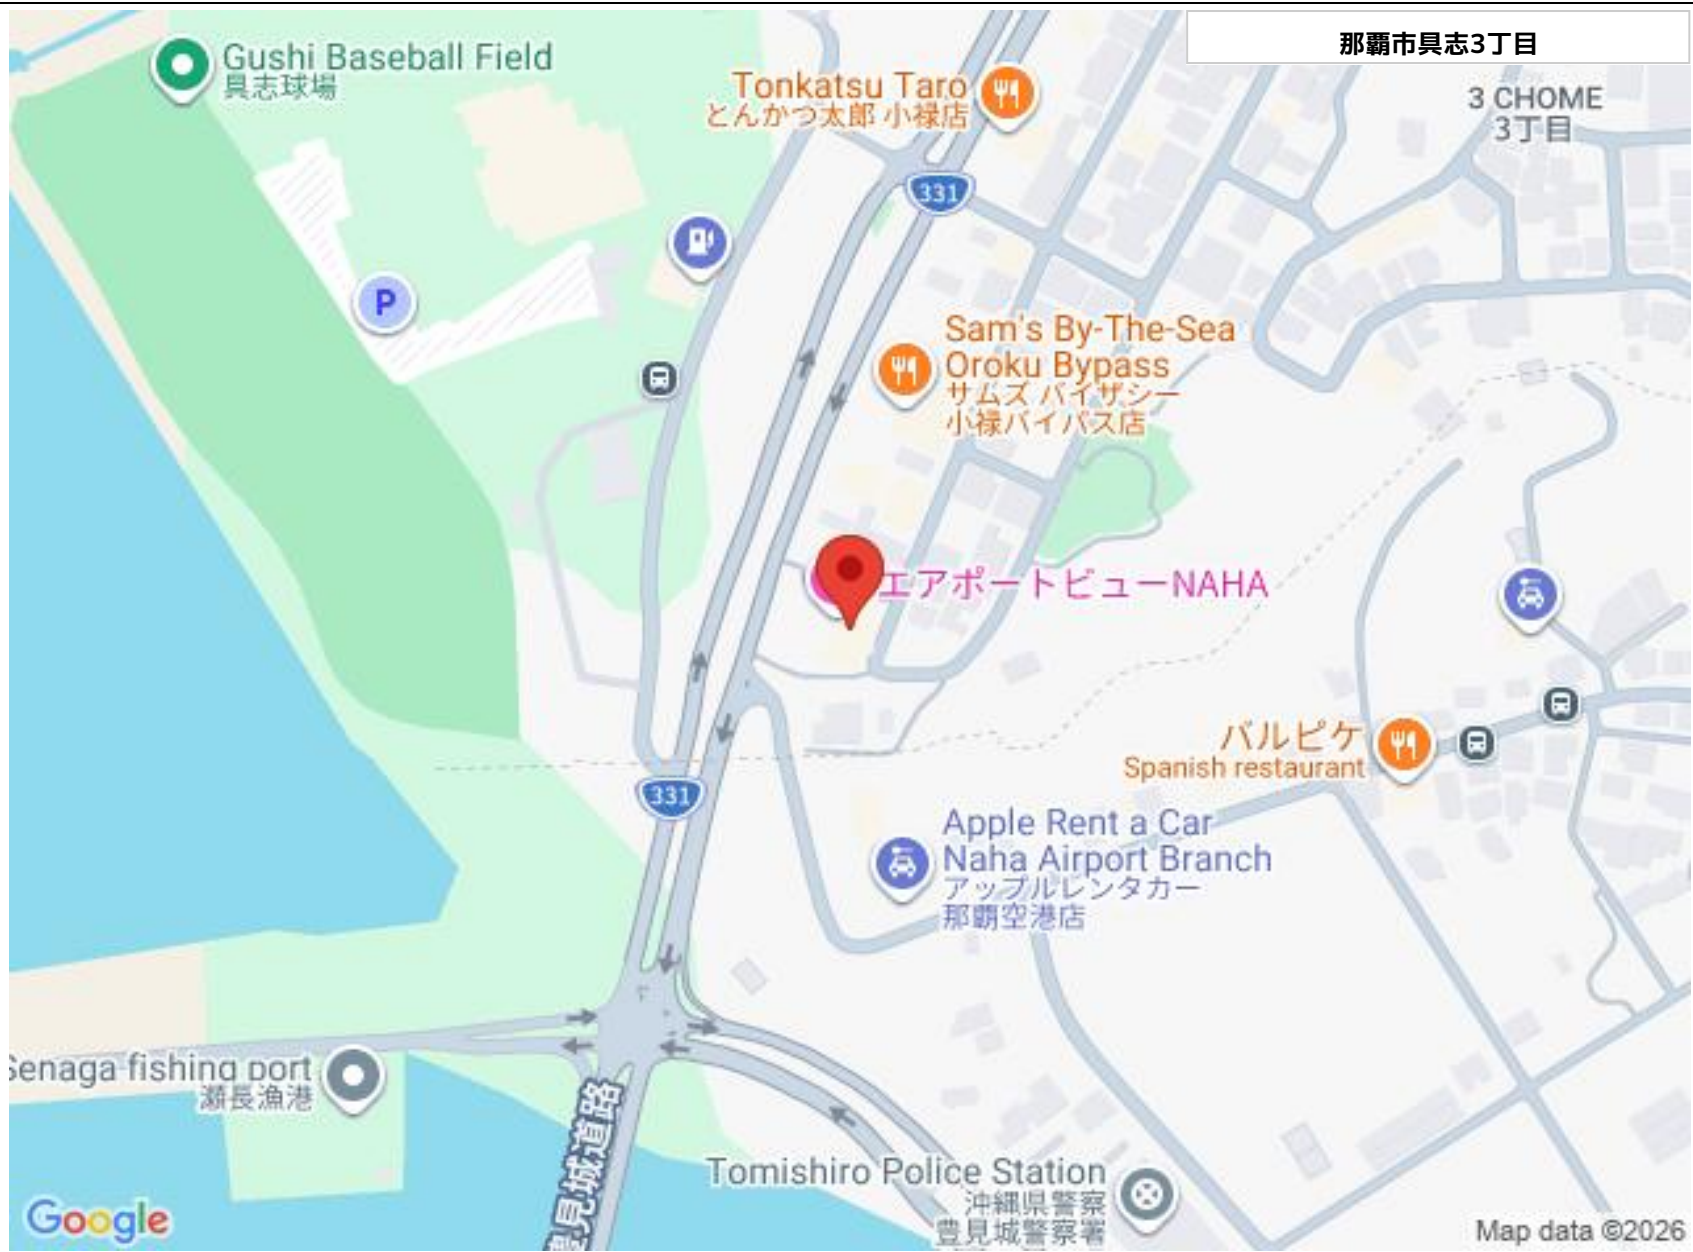 那覇市具志3丁目
Gushi Baseball Field
具志球場
Tonkatsu Taro
とんかつ太郎 小禄店
3 CHOME
3丁目
331
P
Sam's By-The-Sea
Oroku Bypass
サムズ バイザシー
小禄バイパス店
エアポートビューNAHA
バルピケ
Spanish restaurant
331
Apple Rent a Car
Naha Airport Branch
アップルレンタカー
那覇空港店
Senaga fishing port
瀬長漁港
豊見城道路
Tomishiro Police Station
沖縄県警察
豊見城警察署
Google
Map data ©2026